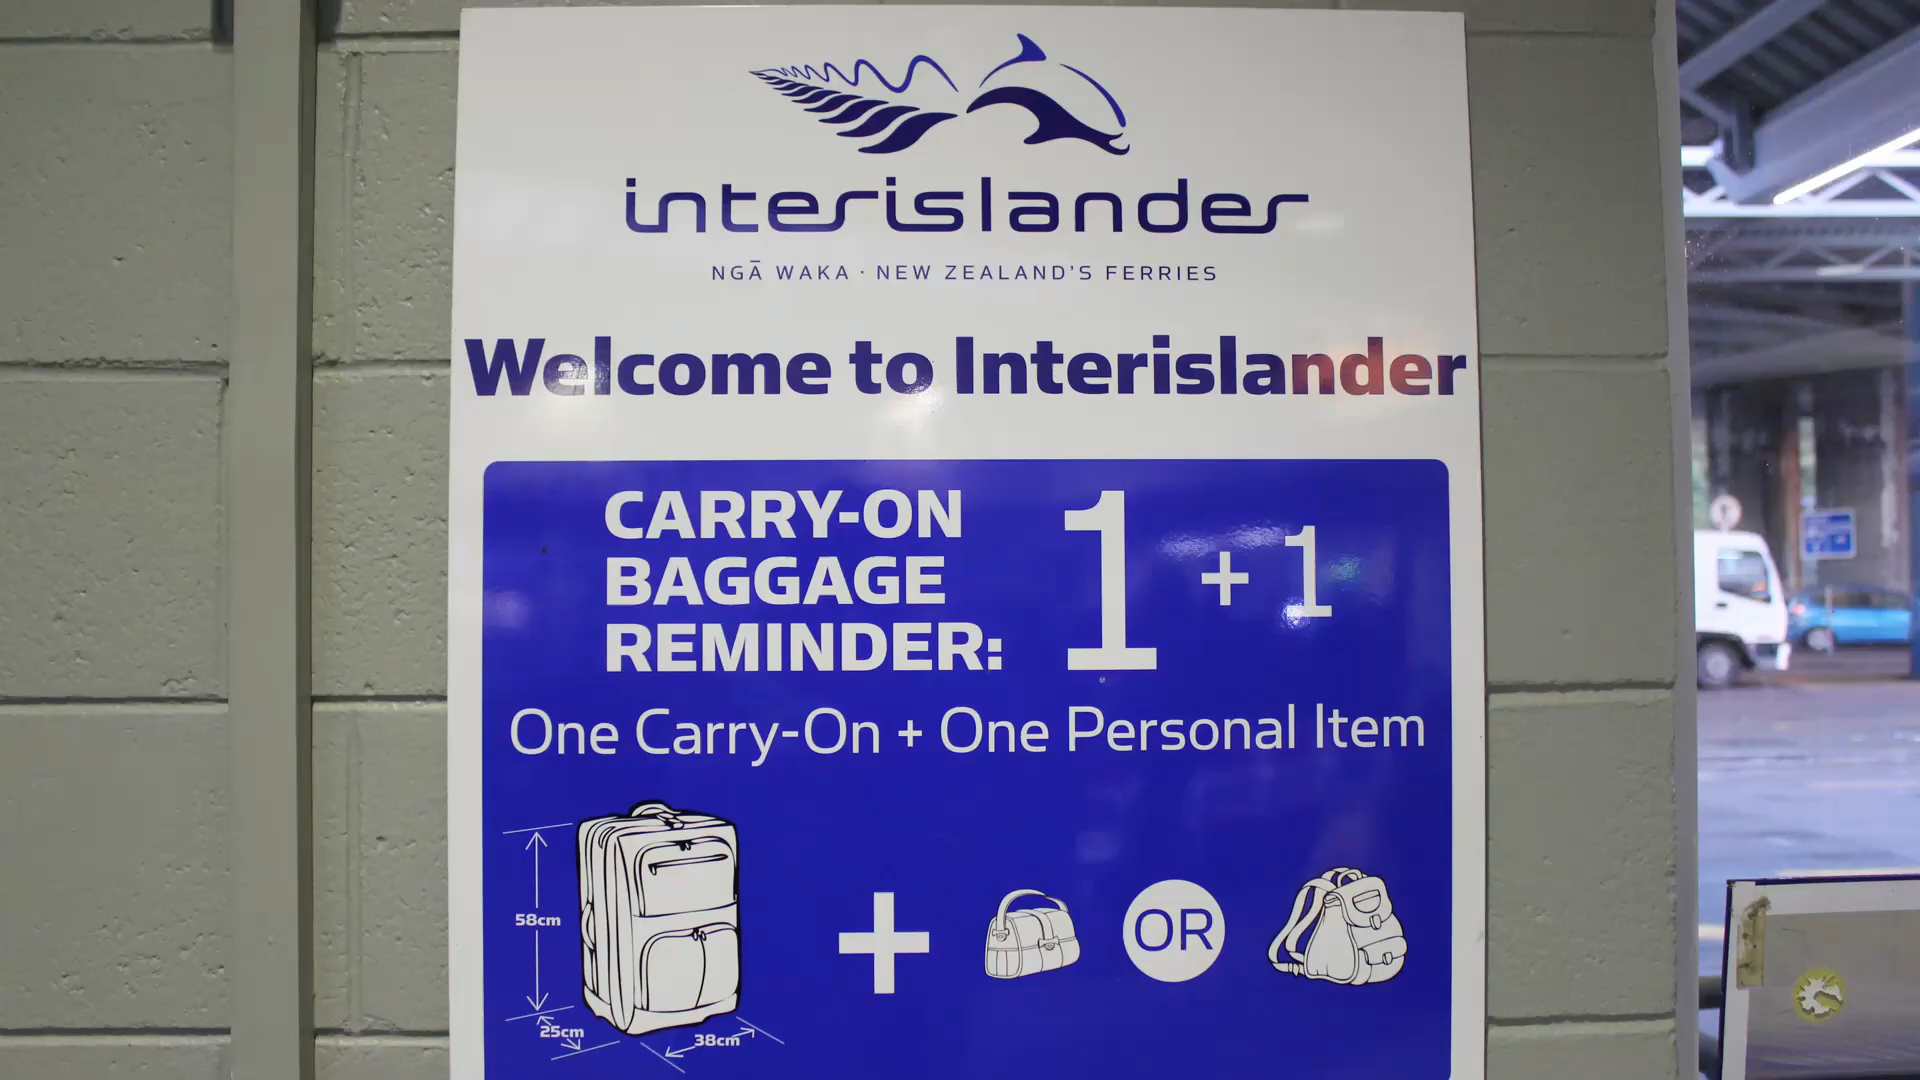 interislander
NGĀ WAKA · NEW ZEALAND'S FERRIES
Welcome to Interislander
CARRY-ON
BAGGAGE
REMINDER:
1 + 1
One Carry-On + One Personal Item
58cm
+
OR
25cm
38cm